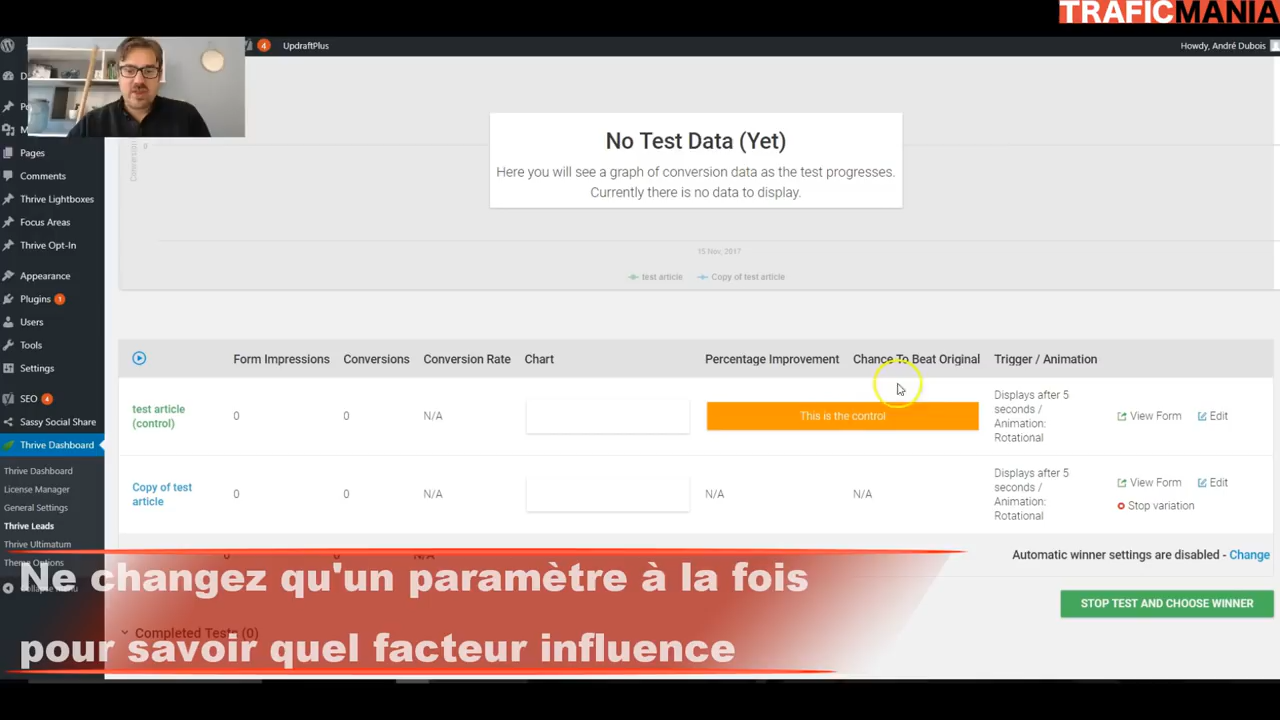 TRAFICMANIA
4
UpdraftPlus
Howdy, André Dubois
No Test Data (Yet)
Here you will see a graph of conversion data as the test progresses.
Currently there is no data to display.
15 Nov, 2017
test article
Copy of test article
Pages
Comments
Thrive Lightboxes
Focus Areas
Thrive Opt-In
Appearance
Plugins 1
Users
Tools
Settings
SEO 4
Sassy Social Share
Thrive Dashboard
Thrive Dashboard
License Manager
General Settings
Thrive Leads
Thrive Ultimatum
Theme Options
Form Impressions Conversions Conversion Rate Chart Percentage Improvement Chance To Beat Original Trigger / Animation
test article
(control)
0 0 N/A
This is the control
Displays after 5
seconds /
Animation:
Rotational
View Form Edit
Copy of test
article
0 0 N/A N/A N/A
Displays after 5
seconds /
Animation:
Rotational
View Form Edit
Stop variation
Automatic winner settings are disabled - Change
STOP TEST AND CHOOSE WINNER
Completed Tests (0)
Ne changez qu'un paramètre à la fois
pour savoir quel facteur influence